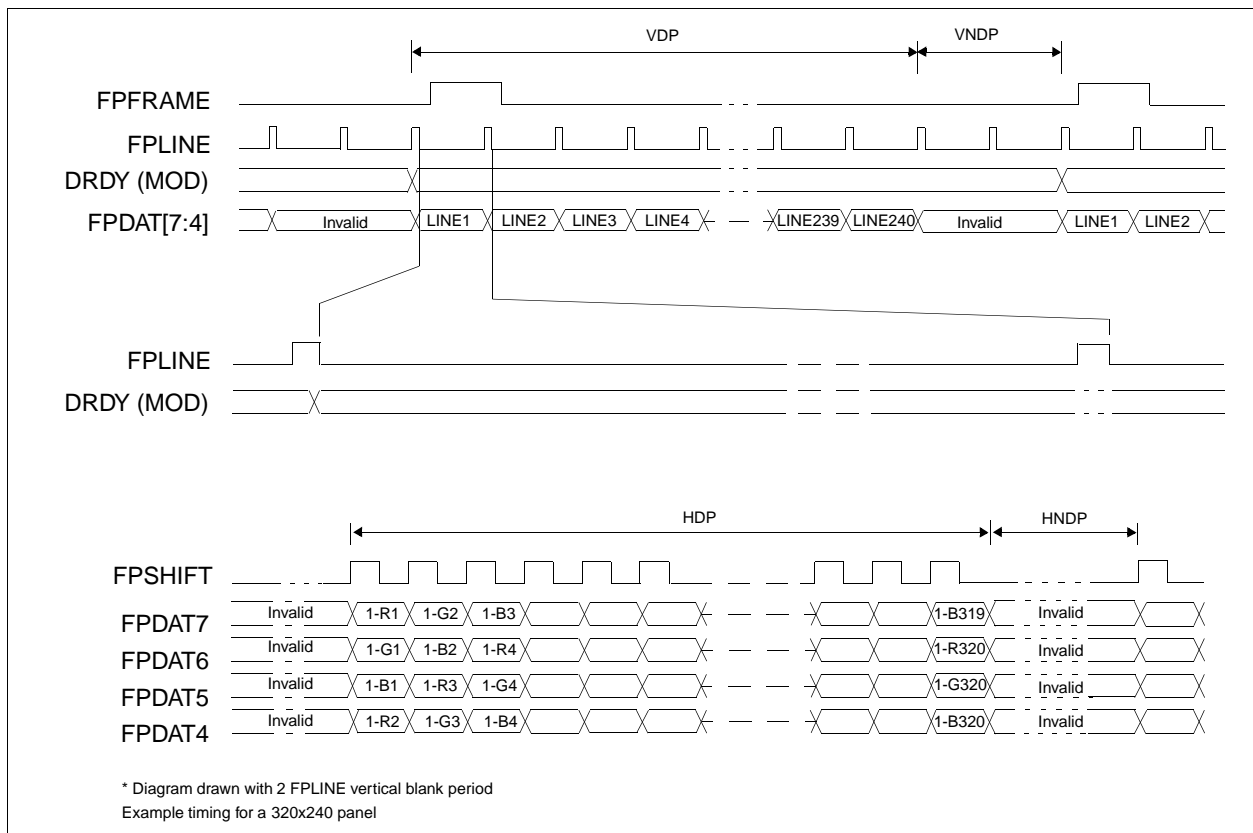 VDP VNDP
FPFRAME
FPLINE
DRDY (MOD)
FPDAT[7:4] Invalid LINE1 LINE2 LINE3 LINE4 LINE239 LINE240 Invalid LINE1 LINE2
FPLINE
DRDY (MOD)
HDP HNDP
FPSHIFT
FPDAT7 Invalid 1-R1 1-G2 1-B3 1-B319 Invalid
FPDAT6 Invalid 1-G1 1-B2 1-R4 1-R320 Invalid
FPDAT5 Invalid 1-B1 1-R3 1-G4 1-G320 Invalid
FPDAT4 Invalid 1-R2 1-G3 1-B4 1-B320 Invalid
* Diagram drawn with 2 FPLINE vertical blank period
Example timing for a 320x240 panel